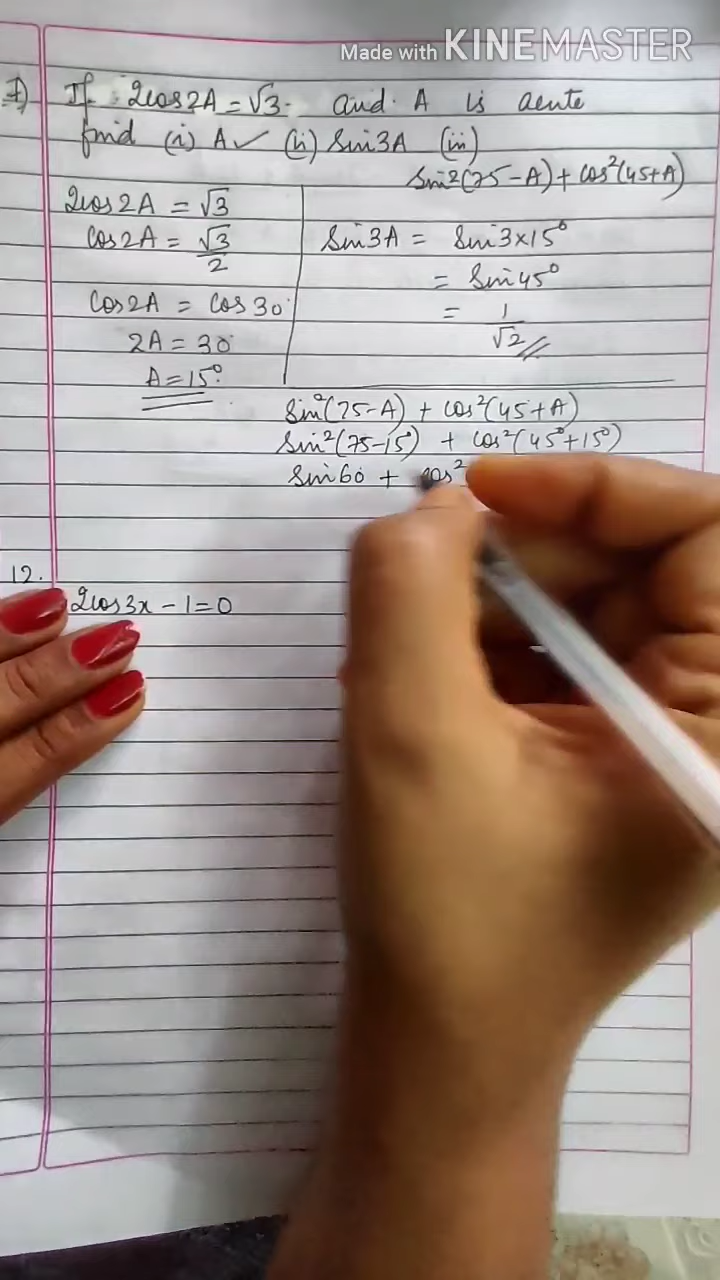 Made with KINEMASTER
7) If 2cos2A = √3. and A is acute
find (i) A✓ (ii) Sin3A (iii)
sin²(75-A) + cos²(45+A)
2cos2A = √3
cos2A = √3/2
cos2A = cos30°
2A = 30°
A = 15°
Sin3A = Sin3×15°
= Sin45°
= 1/√2
sin²(75-A) + cos²(45+A)
sin²(75-15°) + cos²(45°+15°)
sin60 + cos²
12.
2cos3x - 1 = 0